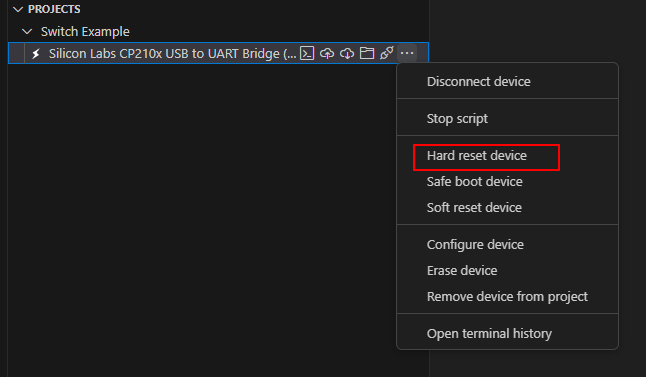 PROJECTS
Switch Example
Silicon Labs CP210x USB to UART Bridge (...
Disconnect device
Stop script
Hard reset device
Safe boot device
Soft reset device
Configure device
Erase device
Remove device from project
Open terminal history